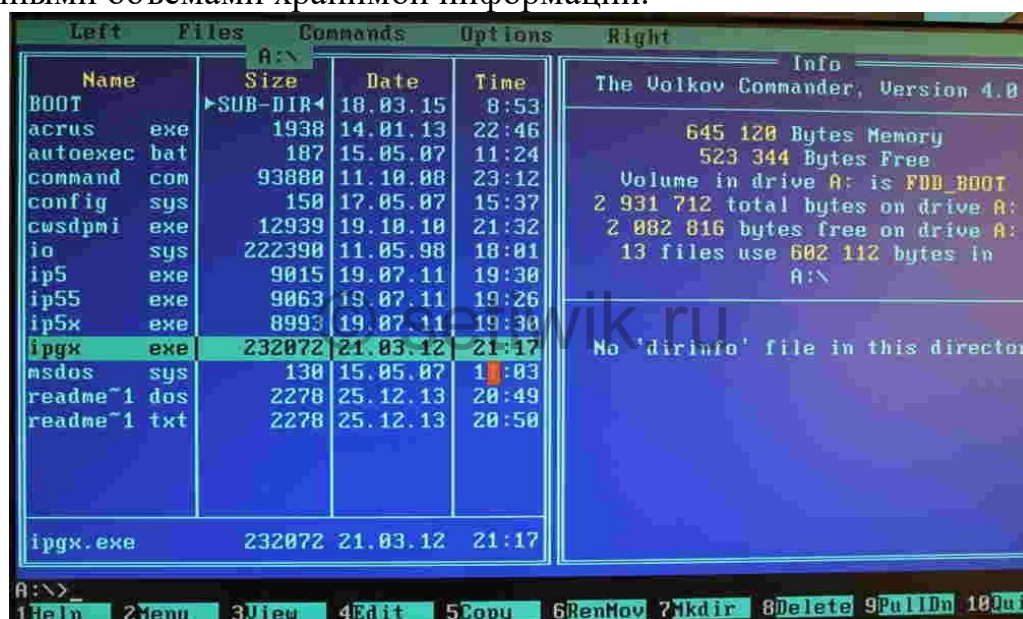 ными объемами хранимой информации.
Left Files Commands Options Right
A:\
Name Size Date Time
BOOT ►SUB-DIR◄ 18.03.15 8:53
acrus exe 1938 14.01.13 22:46
autoexec bat 187 15.05.07 11:24
command com 93880 11.10.08 23:12
config sys 150 17.05.07 15:37
cwsdpmi exe 12939 19.10.10 21:32
io sys 222390 11.05.98 18:01
ip5 exe 9015 19.07.11 19:30
ip55 exe 9063 19.07.11 19:26
ip5x exe 8993 19.07.11 19:30
ipgx exe 232072 21.03.12 21:17
msdos sys 130 15.05.07 1 :03
readme~1 dos 2278 25.12.13 20:49
readme~1 txt 2278 25.12.13 20:50
ipgx.exe 232072 21.03.12 21:17
Info
The Volkov Commander, Version 4.0
645 120 Bytes Memory
523 344 Bytes Free
Volume in drive A: is FDD_BOOT
2 931 712 total bytes on drive A:
2 082 816 bytes free on drive A:
13 files use 602 112 bytes in
A:\
No 'dirinfo' file in this director
A:\>_
1Help 2Menu 3View 4Edit 5Copy 6RenMov 7Mkdir 8Delete 9PullDn 10Qui